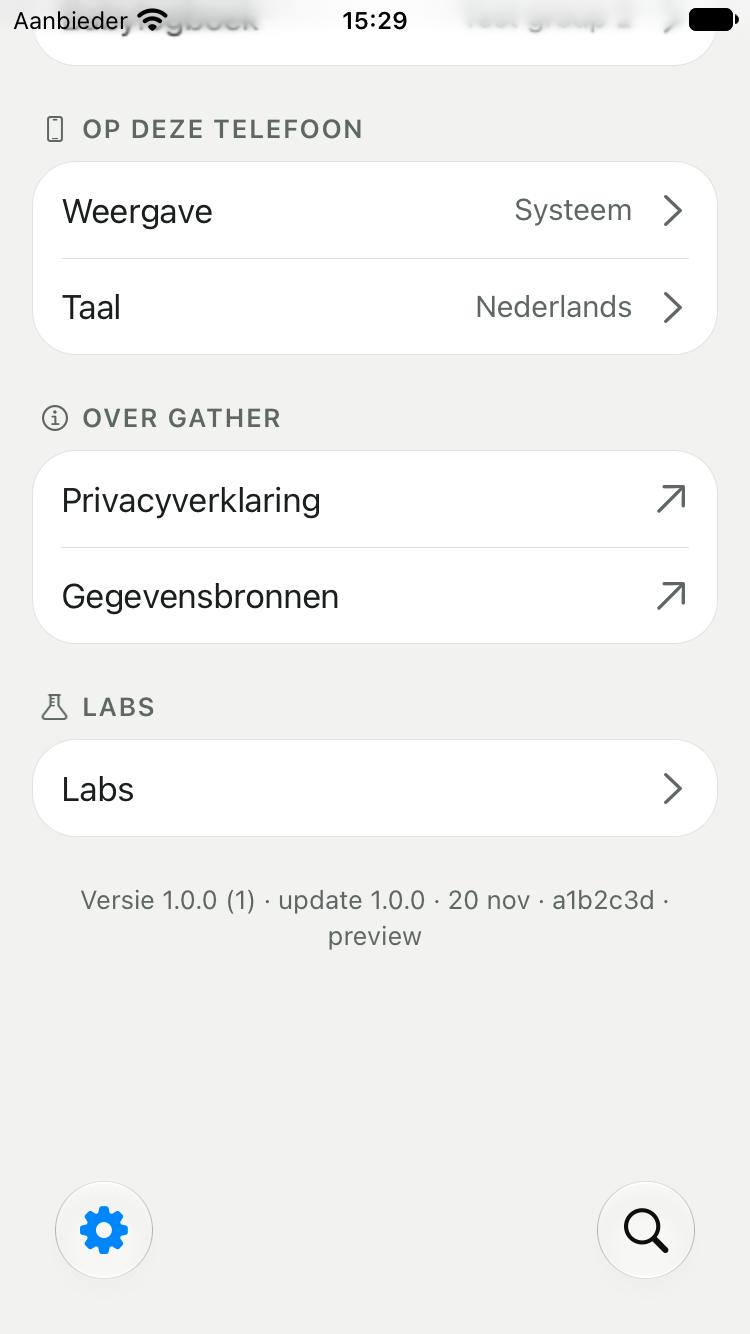 Aanbieder 15:29
OP DEZE TELEFOON
Weergave Systeem
Taal Nederlands
OVER GATHER
Privacyverklaring
Gegevensbronnen
LABS
Labs
Versie 1.0.0 (1) · update 1.0.0 · 20 nov · a1b2c3d ·
preview